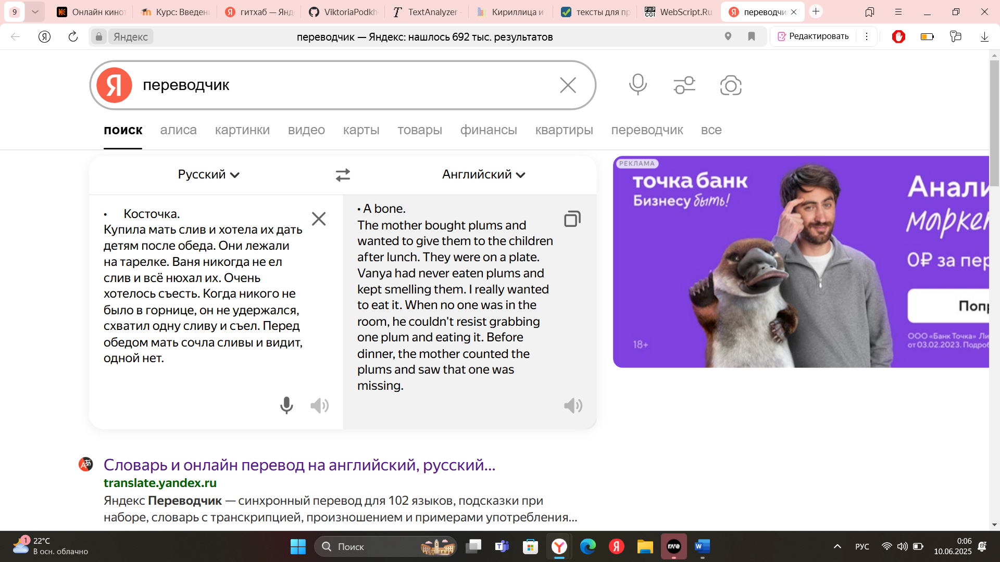 9
Онлайн кинот
Курс: Введени
гитхаб — Янд
ViktoriaPodkh
TextAnalyzer -
Кириллица и
тексты для пр
WebScript.Ru
переводчи
Яндекс
переводчик — Яндекс: нашлось 692 тыс. результатов
Редактировать
Я переводчик
поиск алиса картинки видео карты товары финансы квартиры переводчик все
Русский
Английский
• Косточка.
Купила мать слив и хотела их дать
детям после обеда. Они лежали
на тарелке. Ваня никогда не ел
слив и всё нюхал их. Очень
хотелось съесть. Когда никого не
было в горнице, он не удержался,
схватил одну сливу и съел. Перед
обедом мать сочла сливы и видит,
одной нет.
• A bone.
The mother bought plums and
wanted to give them to the children
after lunch. They were on a plate.
Vanya had never eaten plums and
kept smelling them. I really wanted
to eat it. When no one was in the
room, he couldn't resist grabbing
one plum and eating it. Before
dinner, the mother counted the
plums and saw that one was
missing.
РЕКЛАМА
точка банк
Бизнесу быть!
Анали
маркет
0₽ за пер
Попр
18+
ООО «Банк Точка» Ли
от 03.02.2023. Подроб
Словарь и онлайн перевод на английский, русский...
translate.yandex.ru
Яндекс Переводчик — синхронный перевод для 102 языков, подсказки при
наборе, словарь с транскрипцией, произношением и примерами употребления...
1
22°C
В осн. облачно
Поиск
rave
РУС
0:06
10.06.2025